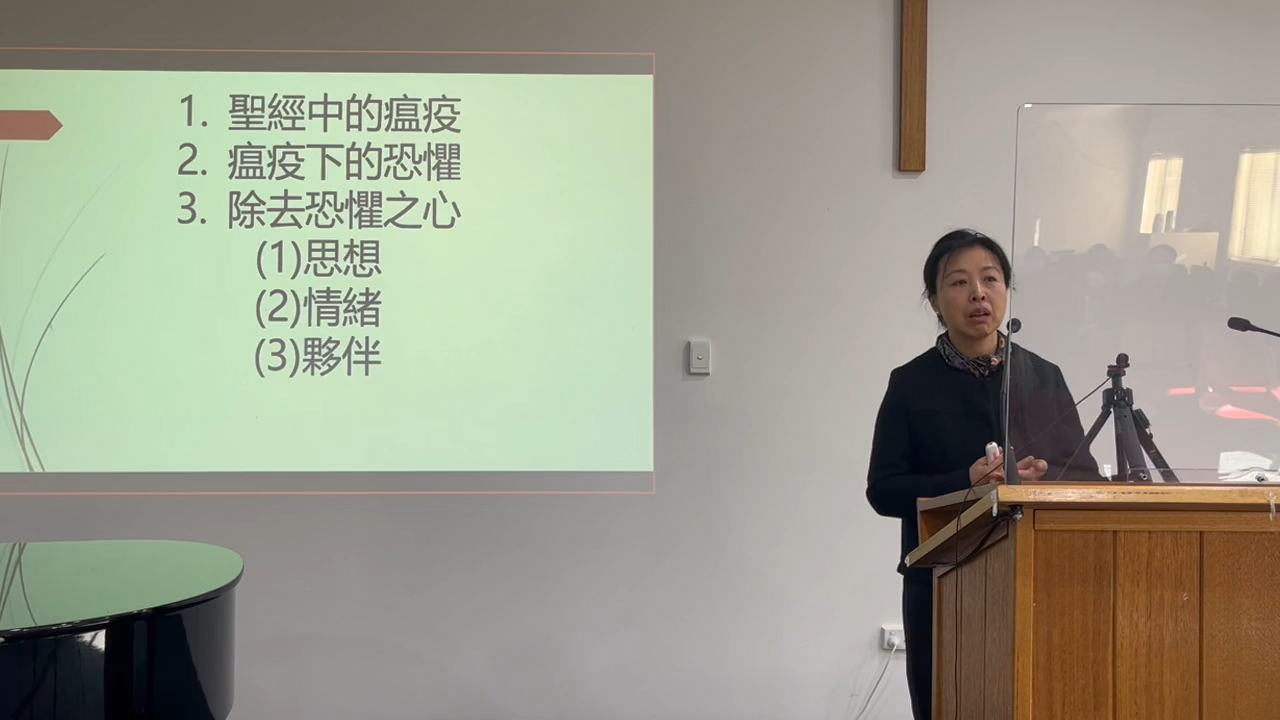 1. 聖經中的瘟疫
2. 瘟疫下的恐懼
3. 除去恐懼之心
(1)思想
(2)情緒
(3)夥伴